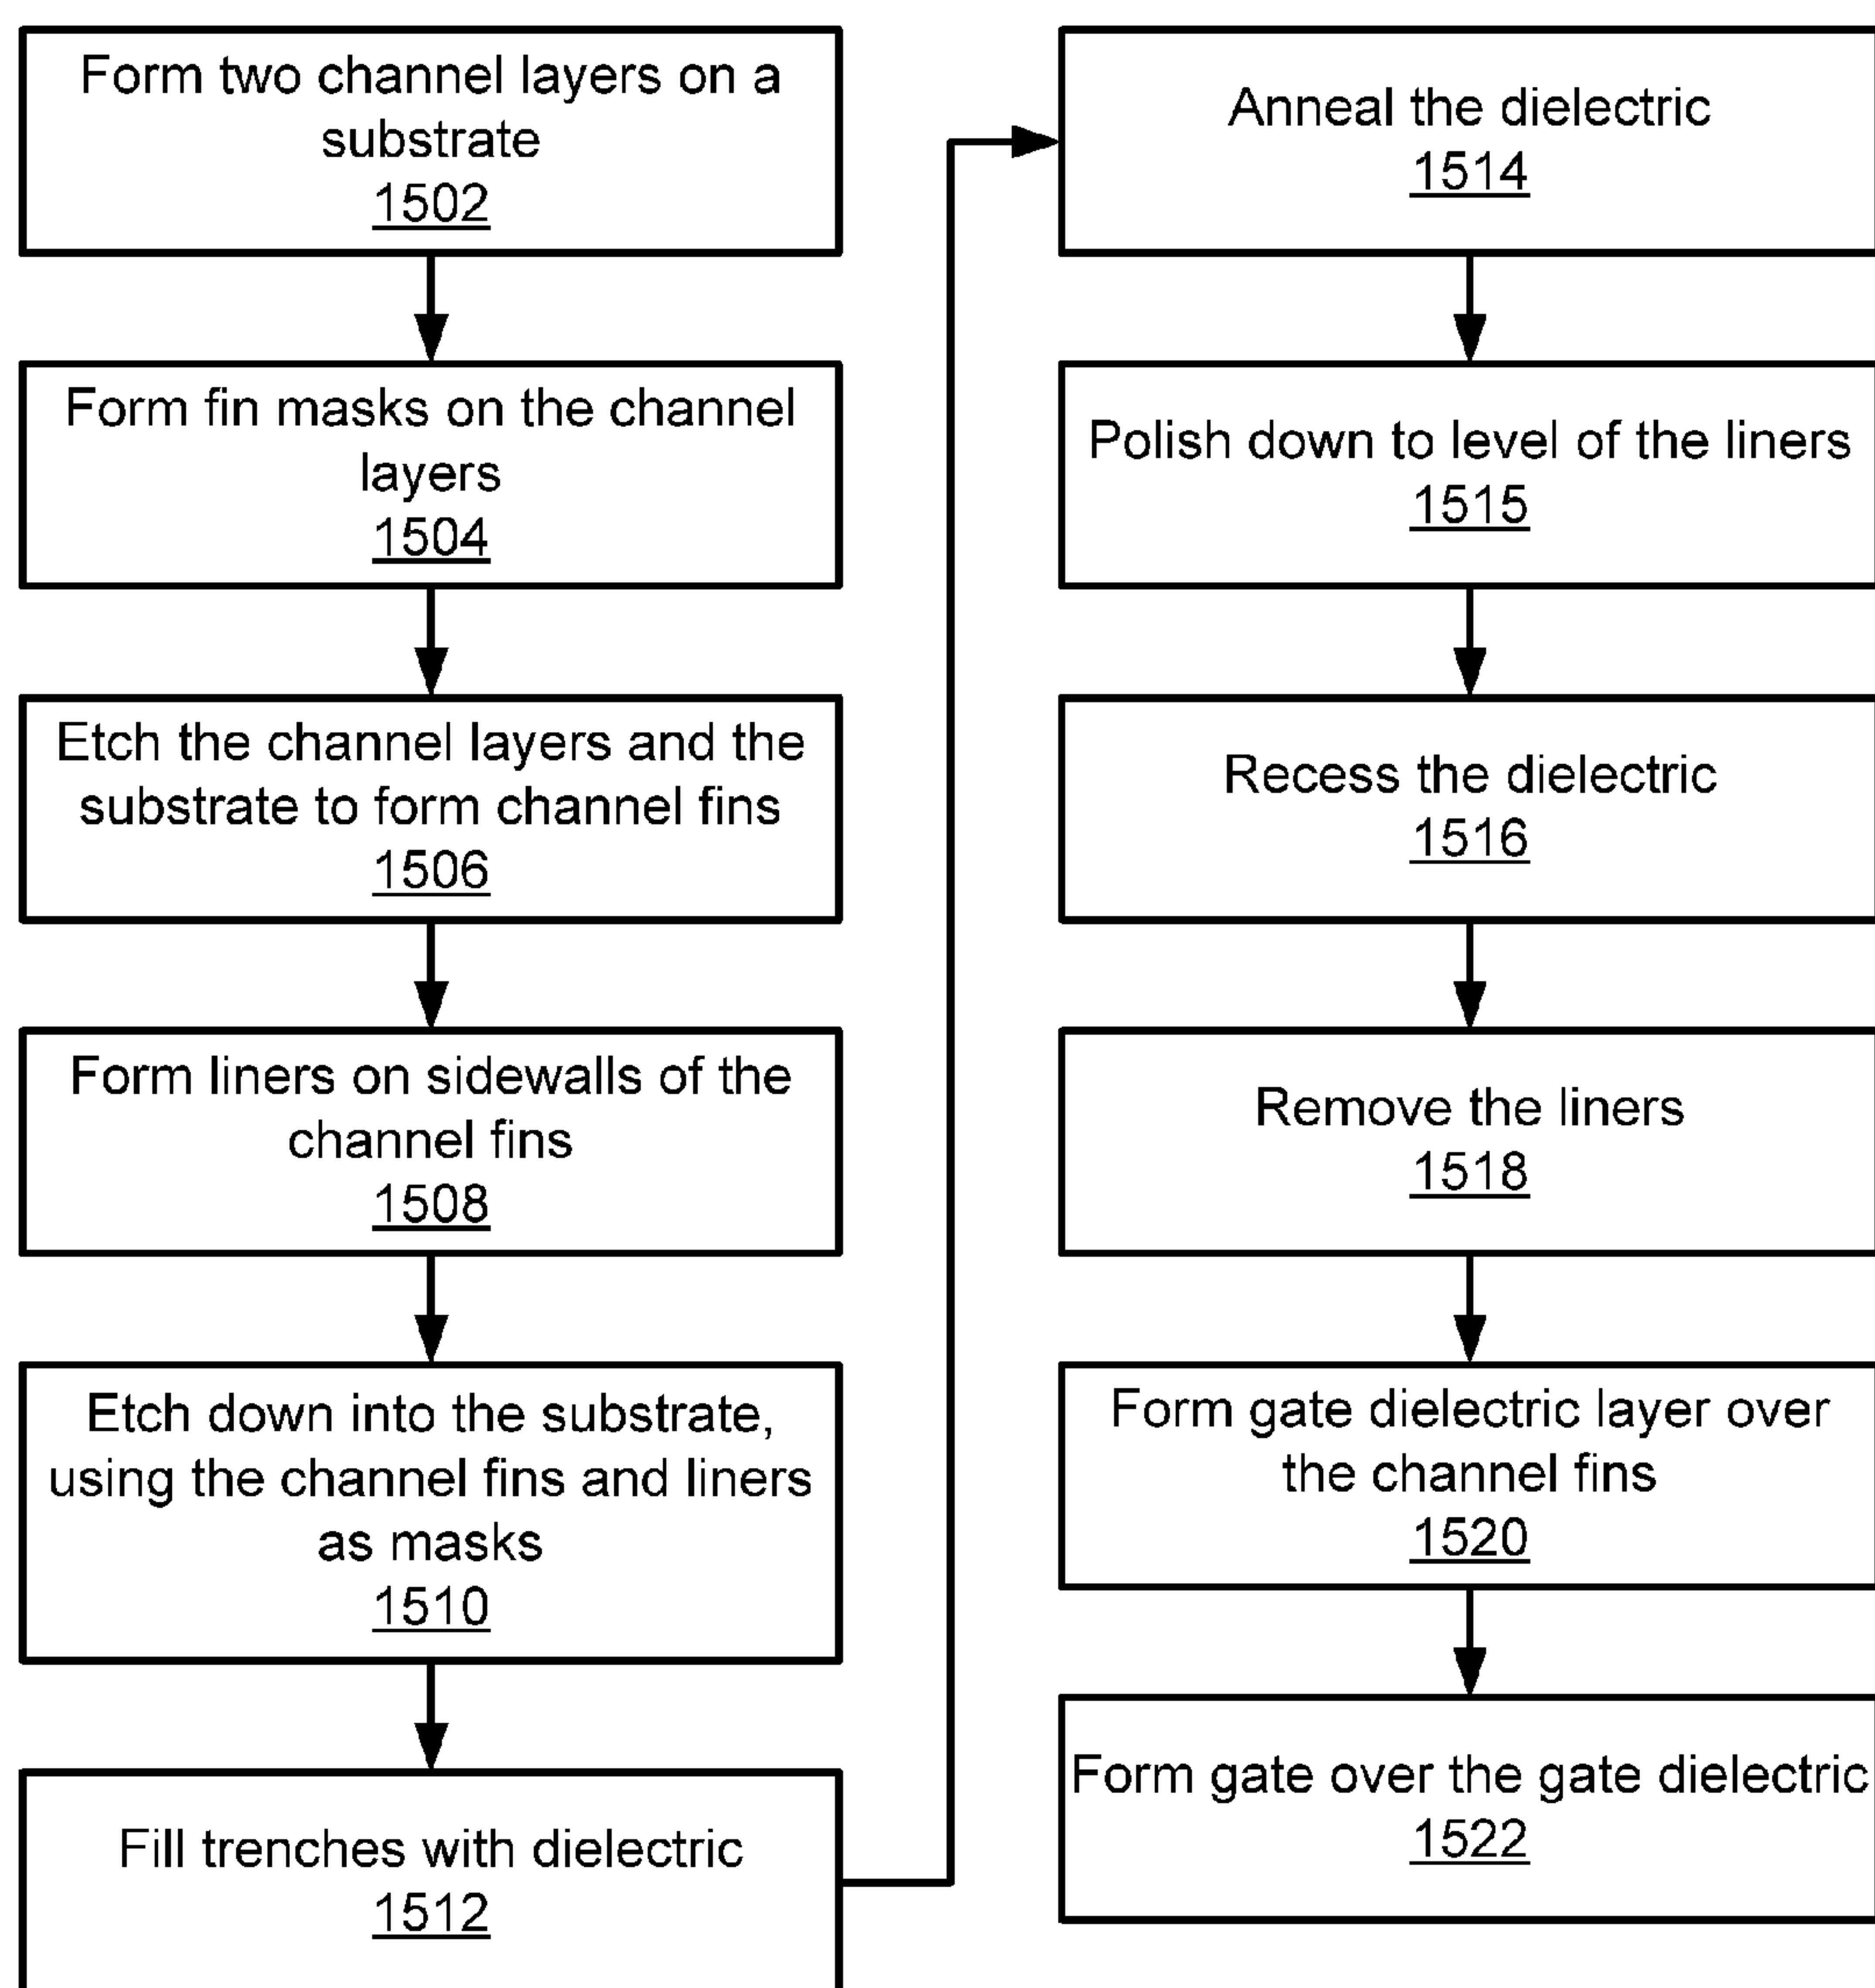 Form two channel layers on a
substrate
1502
Form fin masks on the channel
layers
1504
Etch the channel layers and the
substrate to form channel fins
1506
Form liners on sidewalls of the
channel fins
1508
Etch down into the substrate,
using the channel fins and liners
as masks
1510
Fill trenches with dielectric
1512
Anneal the dielectric
1514
Polish down to level of the liners
1515
Recess the dielectric
1516
Remove the liners
1518
Form gate dielectric layer over
the channel fins
1520
Form gate over the gate dielectric
1522